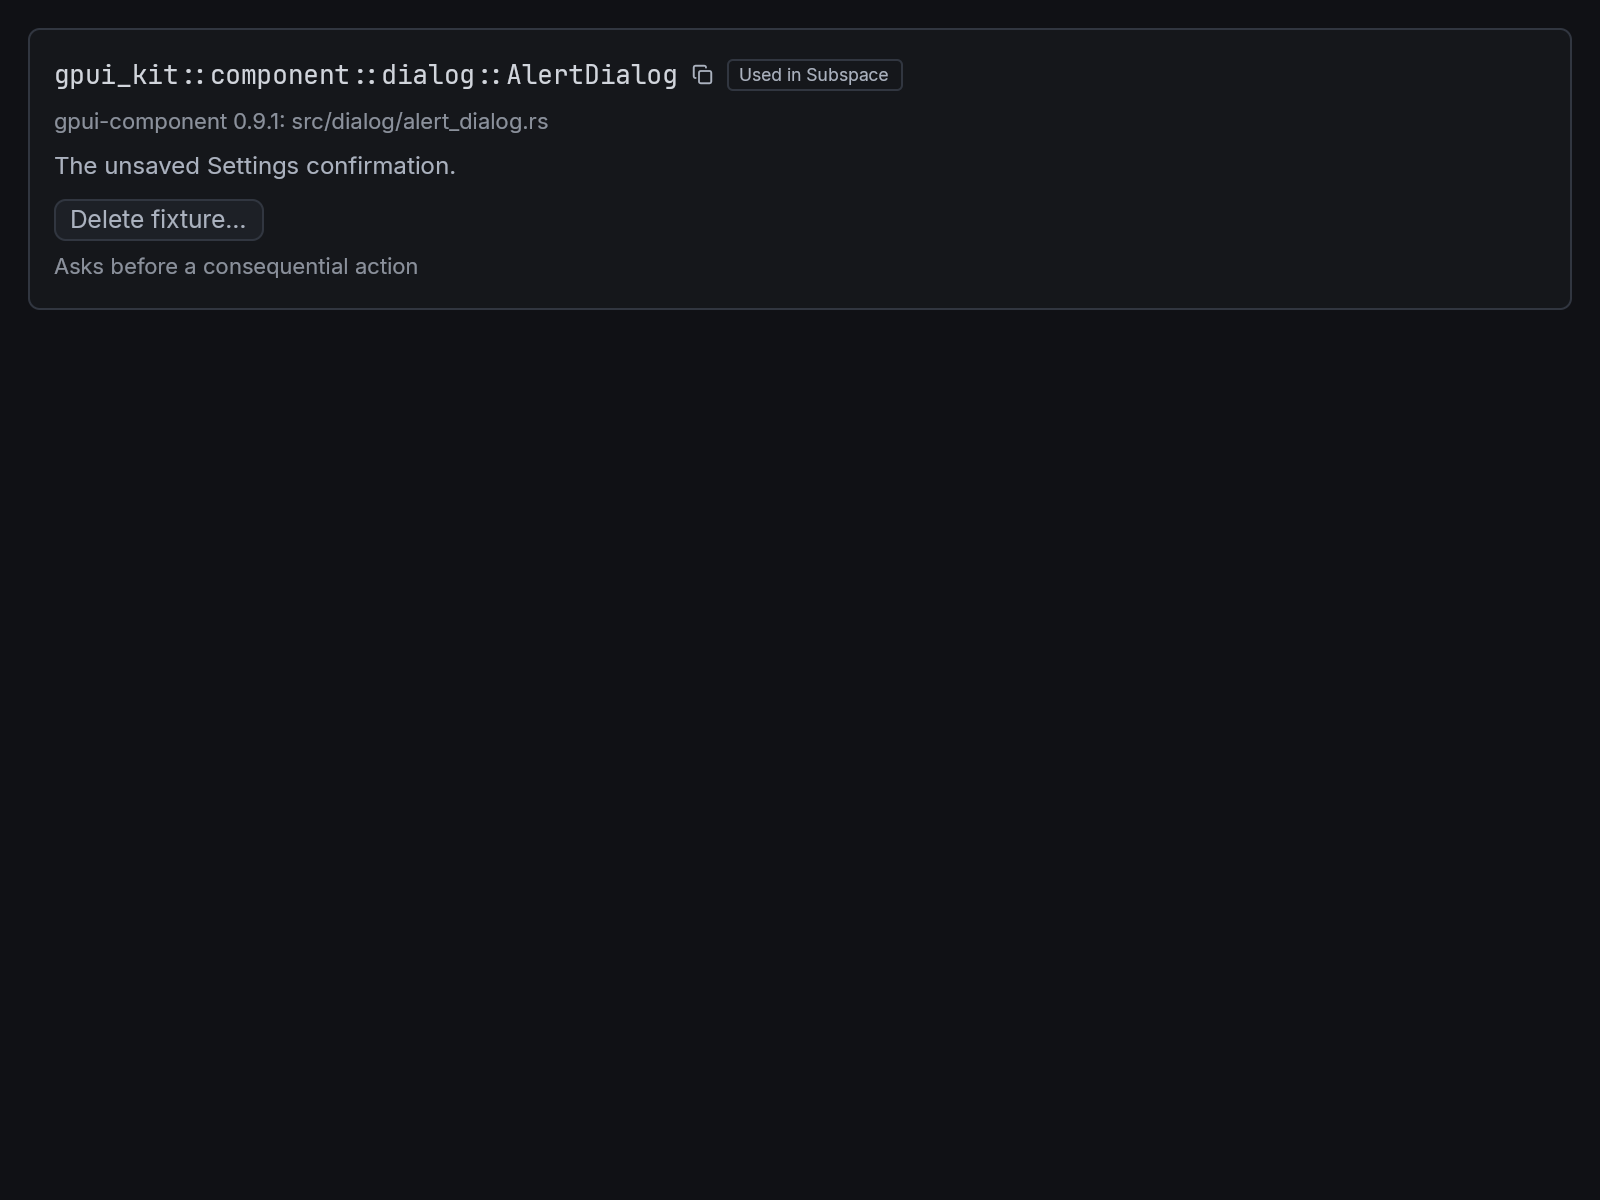 gpui_kit::component::dialog::AlertDialog Used in Subspace
gpui-component 0.9.1: src/dialog/alert_dialog.rs
The unsaved Settings confirmation.
Delete fixture...
Asks before a consequential action